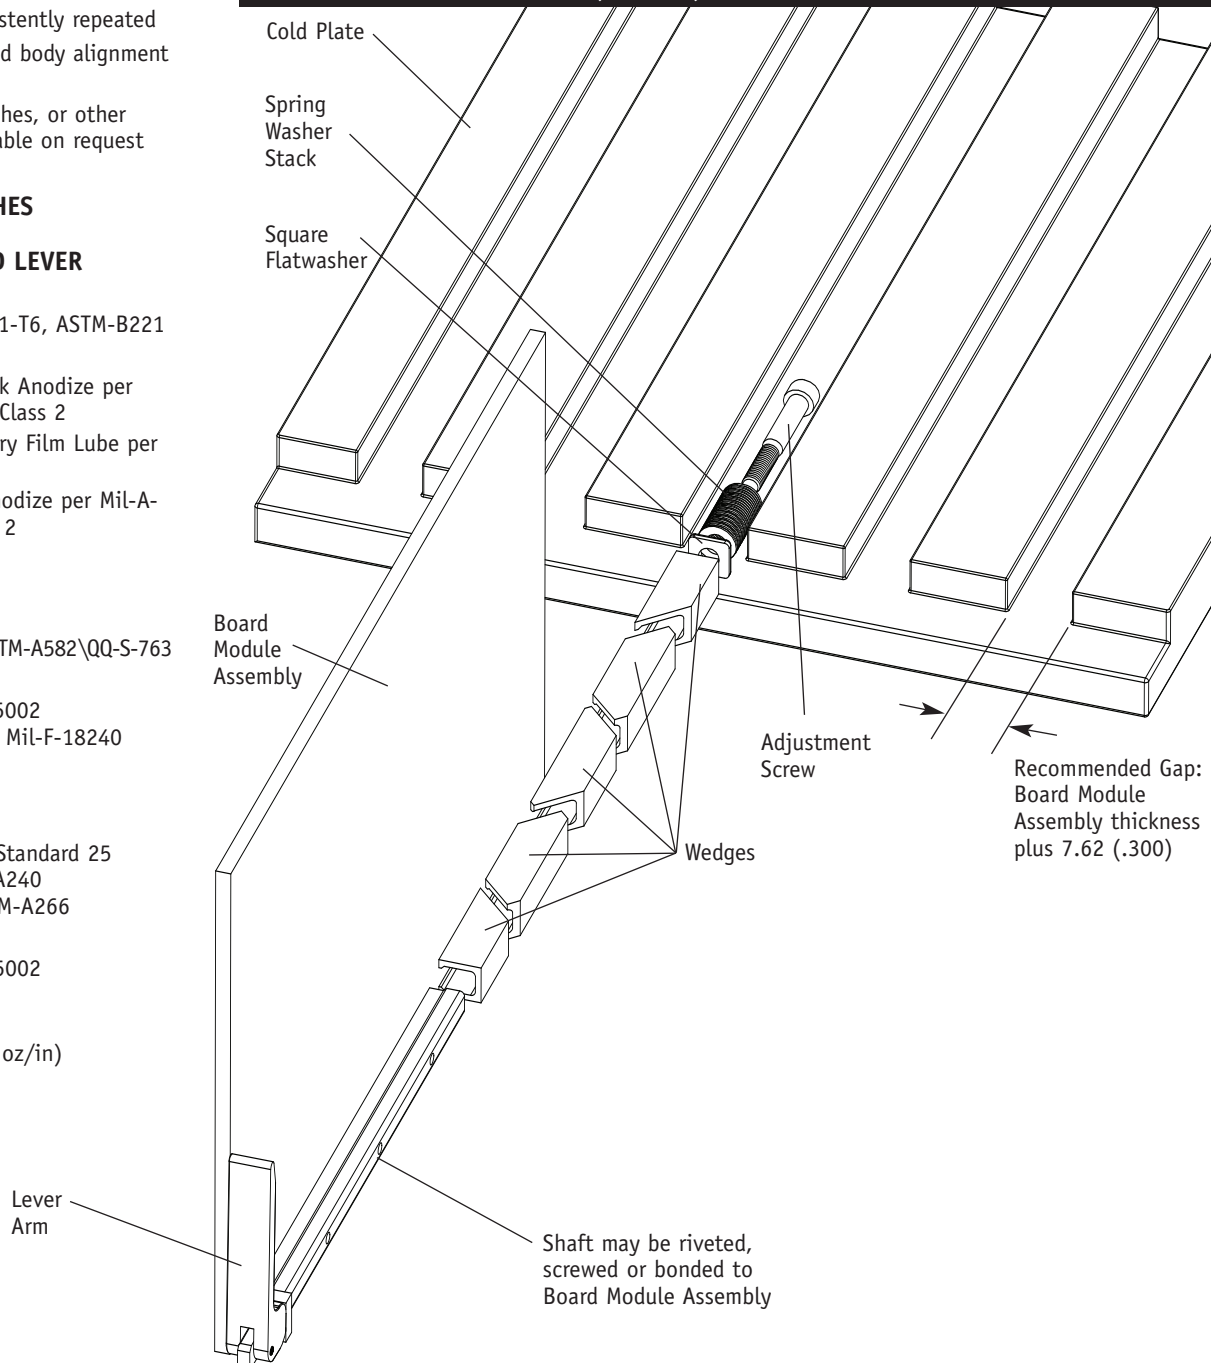 stently repeated
d body alignment
hes, or other
able on request
HES
D LEVER
1-T6, ASTM-B221
k Anodize per
Class 2
ry Film Lube per
nodize per Mil-A-
2
TM-A582\QQ-S-763
5002
Mil-F-18240
Standard 25
A240
M-A266
5002
oz/in)
Cold Plate
Spring
Washer
Stack
Square
Flatwasher
Board
Module
Assembly
Adjustment
Screw
Recommended Gap:
Board Module
Assembly thickness
plus 7.62 (.300)
Wedges
Lever
Arm
Shaft may be riveted,
screwed or bonded to
Board Module Assembly